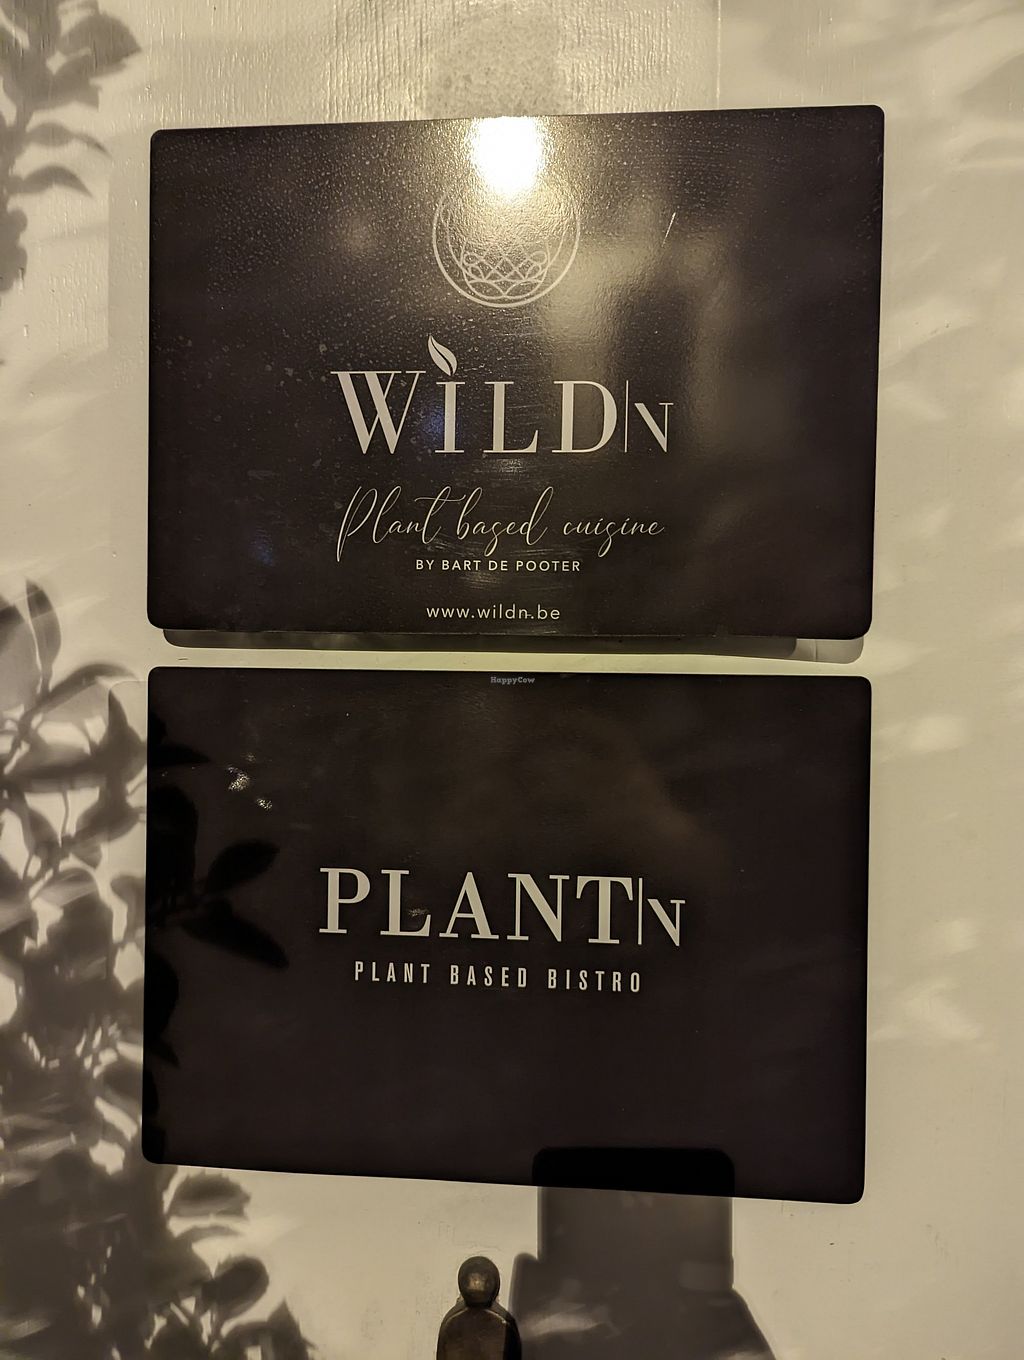 WILD|N
Plant based cuisine
BY BART DE POOTER
www.wildn.be
HappyCow
PLANT|N
PLANT BASED BISTRO